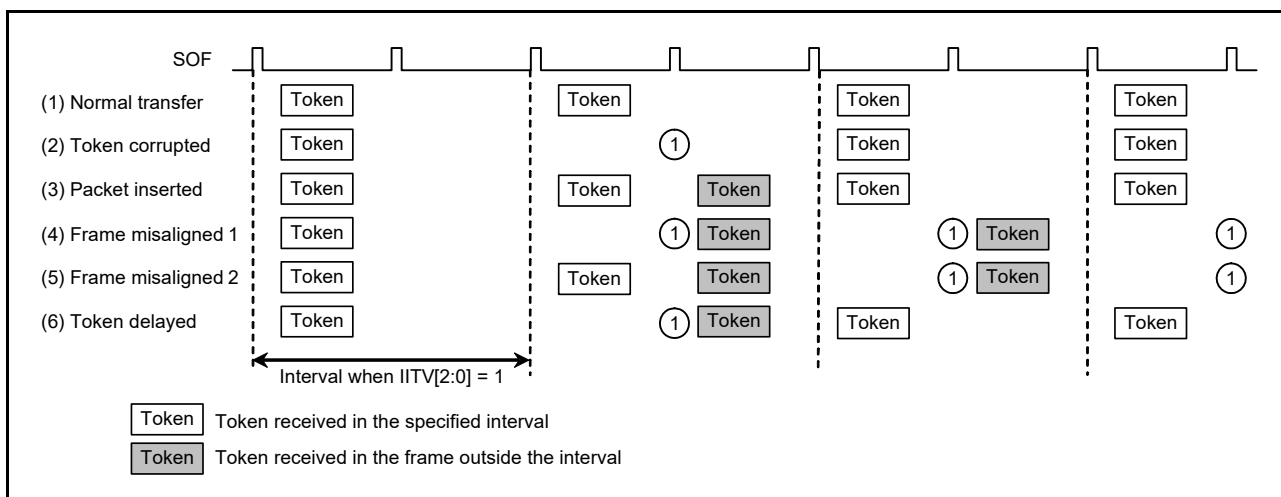 SOF
(1) Normal transfer Token Token Token Token
(2) Token corrupted Token 1 Token Token
(3) Packet inserted Token Token Token Token Token
(4) Frame misaligned 1 Token 1 Token 1 Token 1
(5) Frame misaligned 2 Token Token Token 1 Token 1
(6) Token delayed Token 1 Token Token Token
Interval when IITV[2:0] = 1
Token Token received in the specified interval
Token Token received in the frame outside the interval